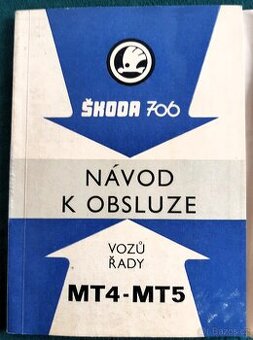 ŠKODA 706
NÁVOD
K OBSLUZE
VOZŮ
ŘADY
MT4-MT5